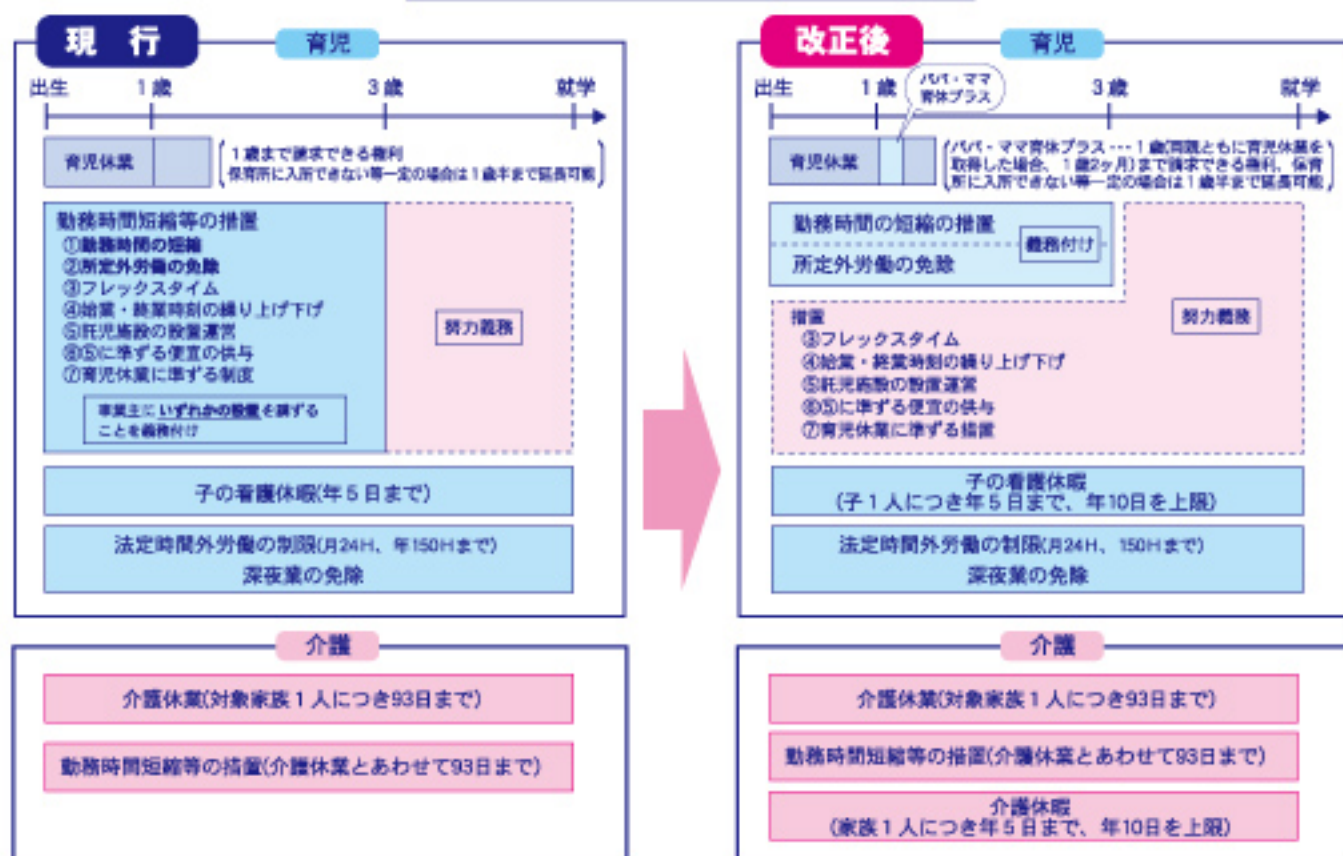 現 行
育児
出生 1歳 3歳 就学
育児休業
1歳まで請求できる権利
保育所に入所できない等一定の場合は1歳半まで延長可能
勤務時間短縮等の措置
①勤務時間の短縮
②所定外労働の免除
③フレックスタイム
④始業・終業時刻の繰り上げ下げ
⑤託児施設の設置運営
⑥⑤に準ずる便宜の供与
⑦育児休業に準ずる制度
事業主にいずれかの設置を講ずる
ことを義務付け
努力義務
子の看護休暇(年5日まで)
法定時間外労働の制限(月24H、年150Hまで)
深夜業の免除
介護
介護休業(対象家族1人につき93日まで)
勤務時間短縮等の措置(介護休業とあわせて93日まで)
改正後
育児
出生 1歳 3歳 就学
パパ・ママ
育休プラス
育児休業
パパ・ママ育休プラス---1歳(両親ともに育児休業を
取得した場合、1歳2ヶ月)まで請求できる権利、保育
所に入所できない等一定の場合は1歳半まで延長可能
勤務時間の短縮の措置
所定外労働の免除
義務付け
措置
③フレックスタイム
④始業・終業時刻の繰り上げ下げ
⑤託児施設の設置運営
⑥⑤に準ずる便宜の供与
⑦育児休業に準ずる措置
努力義務
子の看護休暇
(子1人につき年5日まで、年10日を上限)
法定時間外労働の制限(月24H、150Hまで)
深夜業の免除
介護
介護休業(対象家族1人につき93日まで)
勤務時間短縮等の措置(介護休業とあわせて93日まで)
介護休暇
(家族1人につき年5日まで、年10日を上限)